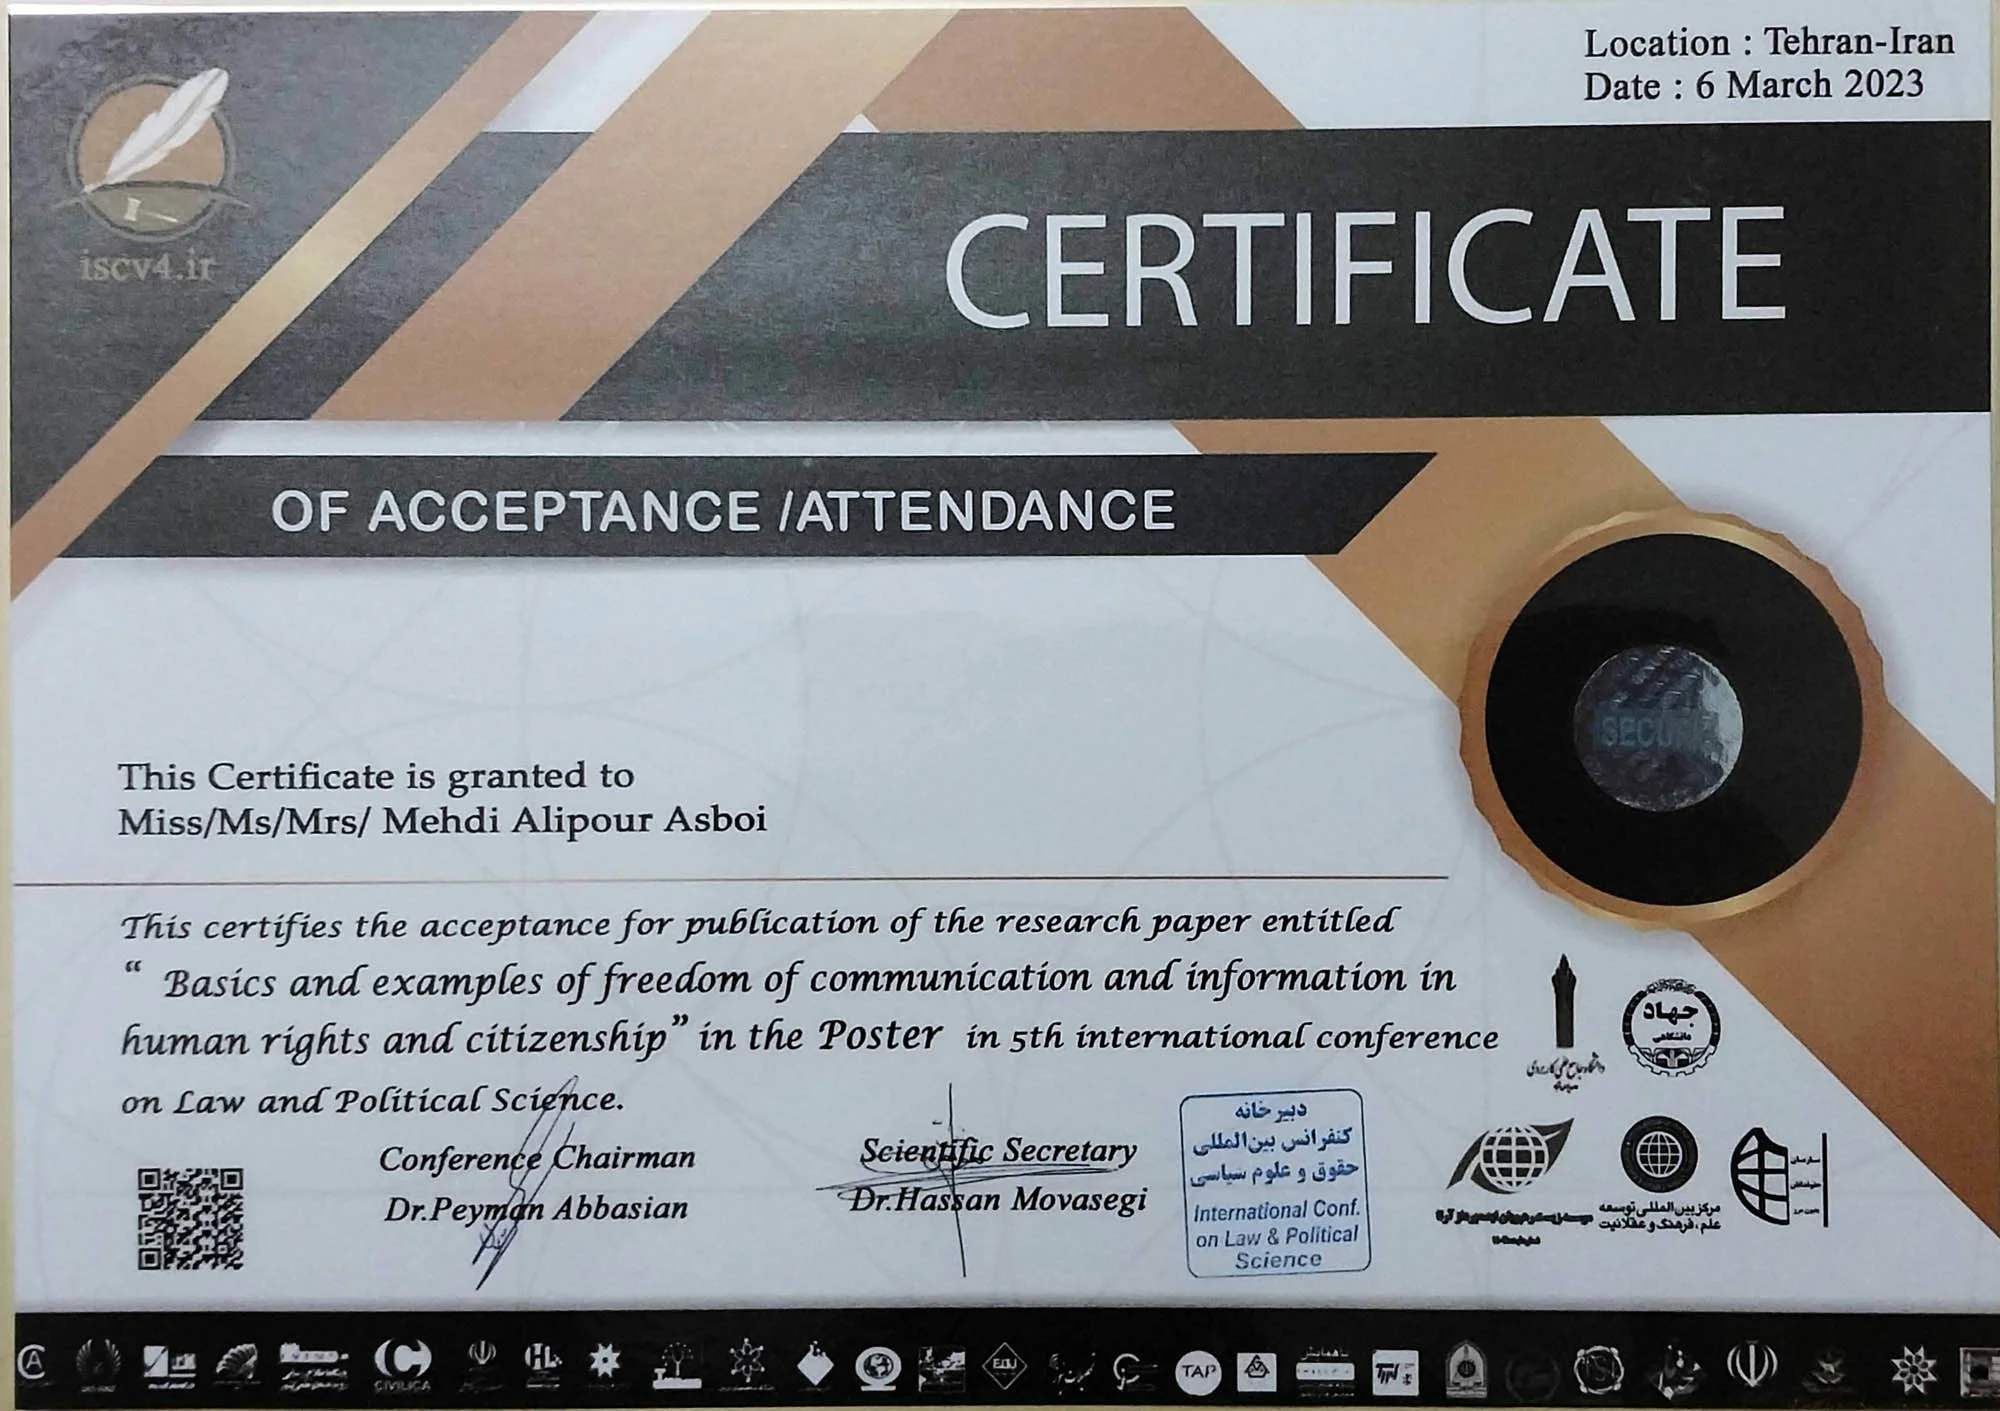 Location : Tehran-Iran
Date : 6 March 2023
iscv4.ir
CERTIFICATE
OF ACCEPTANCE /ATTENDANCE
SECURE
This Certificate is granted to
Miss/Ms/Mrs/ Mehdi Alipour Asboi
This certifies the acceptance for publication of the research paper entitled
“ Basics and examples of freedom of communication and information in
human rights and citizenship” in the Poster in 5th international conference
on Law and Political Science.
جهاد
دانشگاهی
Conference Chairman
Dr.Peyman Abbasian
Scientific Secretary
Dr.Hassan Movasegi
دبیرخانه
کنفرانس بین‌المللی
حقوق و علوم سیاسی
International Conf.
on Law & Political
Science
مرکز بین‌المللی توسعه
علم، فرهنگ و عقلانیت
سازمان
CIVILICA
EDU
TAP